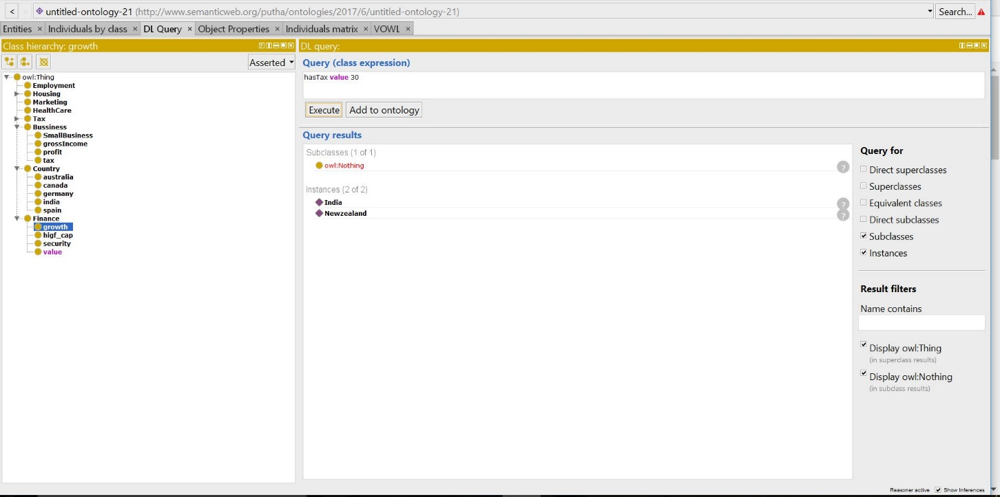 < untitled-ontology-21 (http://www.semanticweb.org/putha/ontologies/2017/6/untitled-ontology-21) Search...
Entities × Individuals by class × DL Query × Object Properties × Individuals matrix × VOWL ×
Class hierarchy: growth
Asserted
owl:Thing
Employment
Housing
Marketing
HealthCare
Tax
Bussiness
SmallBusiness
grossIncome
profit
tax
Country
australia
canada
germany
india
spain
Finance
growth
higf_cap
security
value
DL query:
Query (class expression)
hasTax value 30
Execute Add to ontology
Query results
Subclasses (1 of 1)
owl:Nothing ?
Instances (2 of 2)
India ?
Newzealand ?
Query for
Direct superclasses
Superclasses
Equivalent classes
Direct subclasses
Subclasses
Instances
Result filters
Name contains
Display owl:Thing
(in superclass results)
Display owl:Nothing
(in subclass results)
Reasoner active Show Inferences